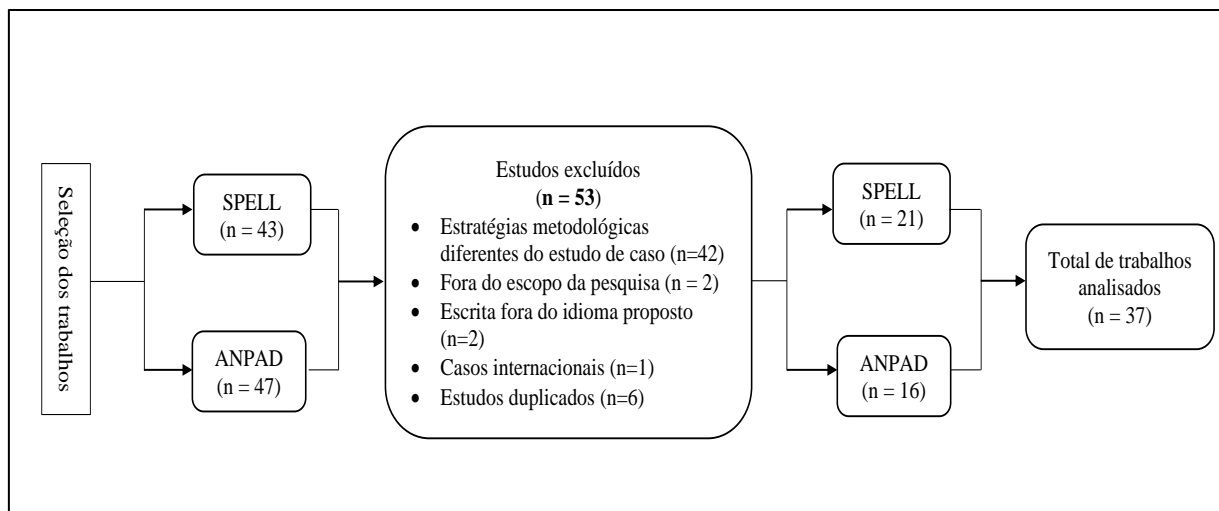 Seleção dos trabalhos
SPELL
(n = 43)
ANPAD
(n = 47)
Estudos excluídos
(n = 53)
• Estratégias metodológicas
diferentes do estudo de caso (n=42)
• Fora do escopo da pesquisa (n = 2)
• Escrita fora do idioma proposto
(n=2)
• Casos internacionais (n=1)
• Estudos duplicados (n=6)
SPELL
(n = 21)
ANPAD
(n = 16)
Total de trabalhos
analisados
(n = 37)